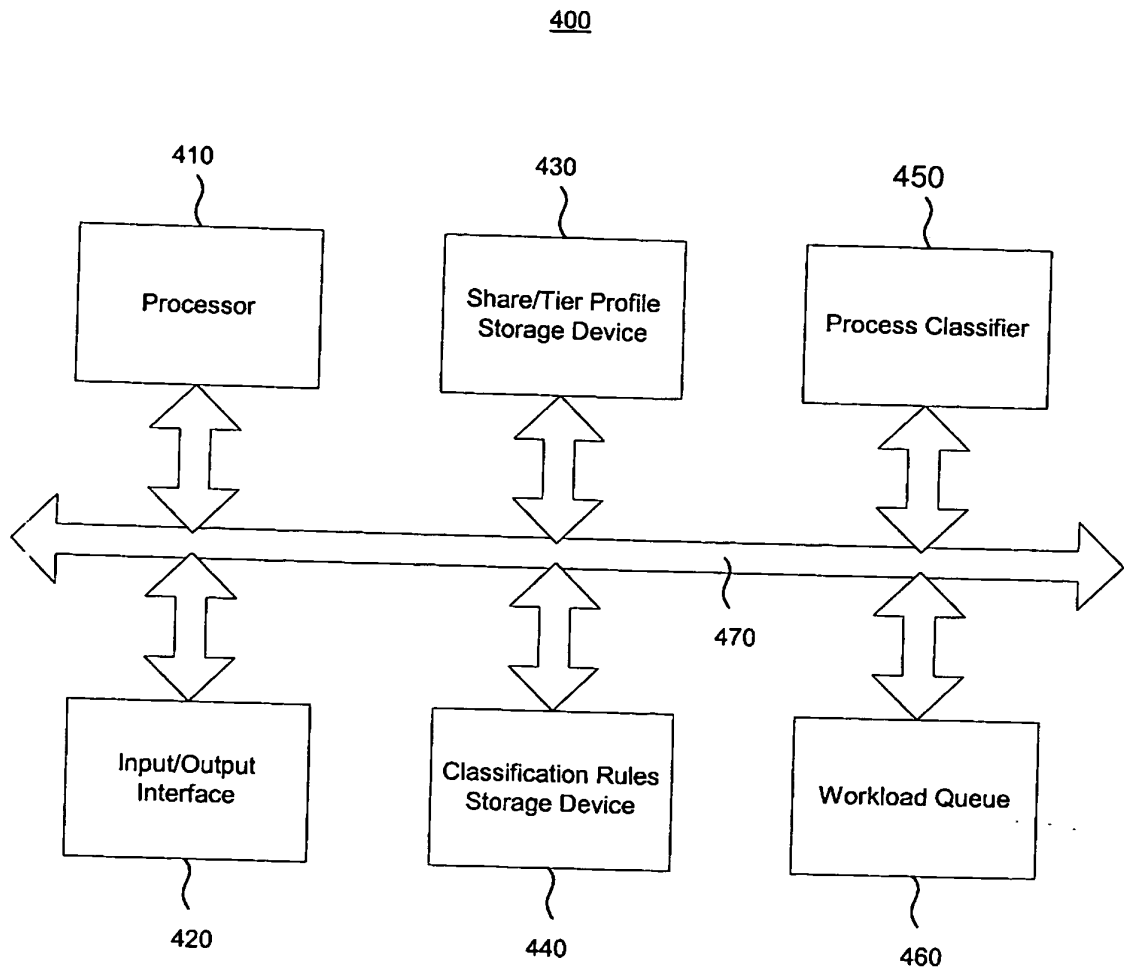 400
410
430
450
Processor
Share/Tier Profile
Storage Device
Process Classifier
470
Input/Output
Interface
Classification Rules
Storage Device
Workload Queue
420
440
460